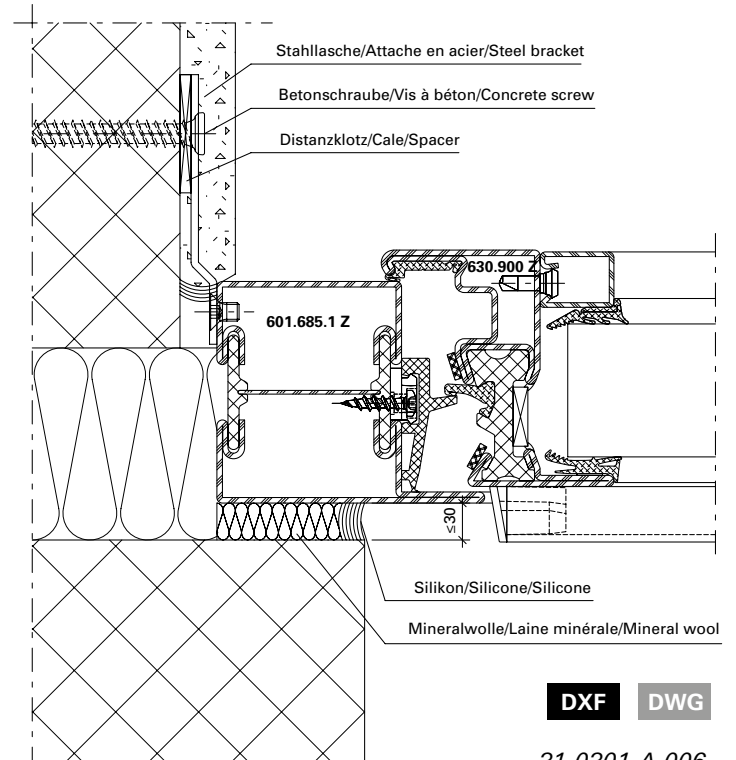 Stahllasche/Attache en acier/Steel bracket
Betonschraube/Vis à béton/Concrete screw
Distanzklotz/Cale/Spacer
630.900 Z
601.685.1 Z
≤30
Silikon/Silicone/Silicone
Mineralwolle/Laine minérale/Mineral wool
DXF DWG
21-0201-A-006